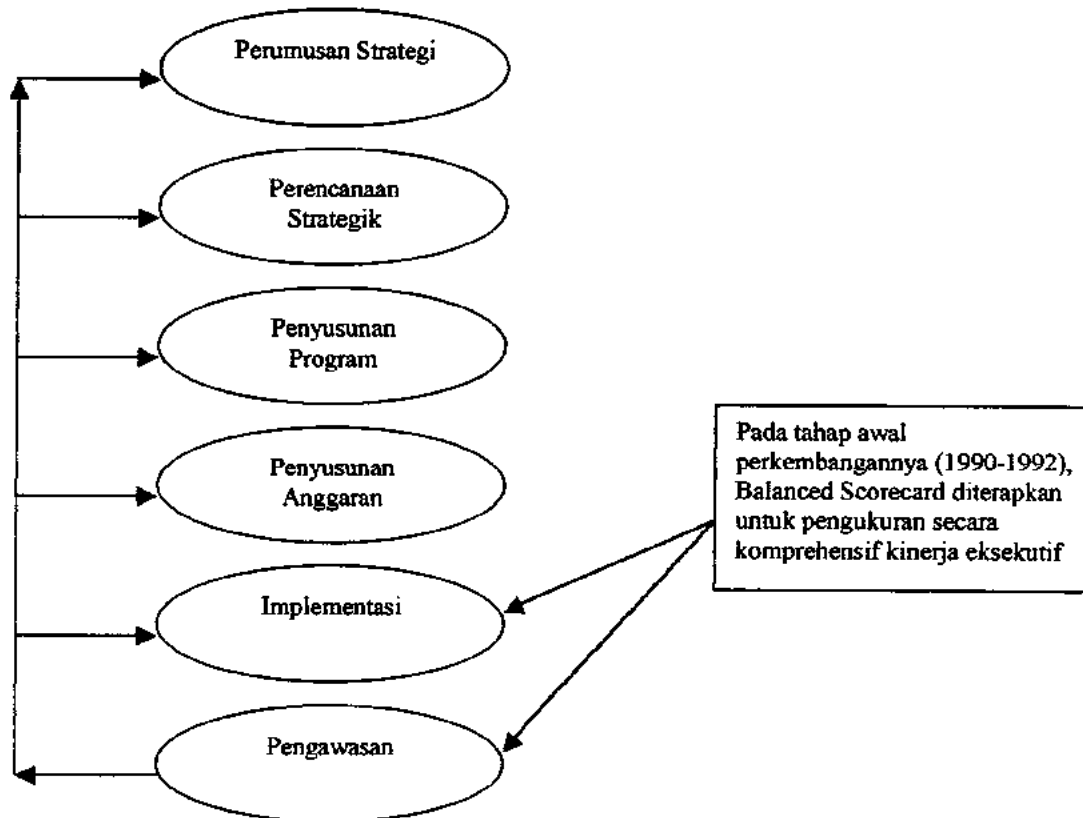 Perumusan Strategi
Perencanaan
Strategik
Penyusunan
Program
Penyusunan
Anggaran
Implementasi
Pengawasan
Pada tahap awal
perkembangannya (1990-1992),
Balanced Scorecard diterapkan
untuk pengukuran secara
komprehensif kinerja eksekutif